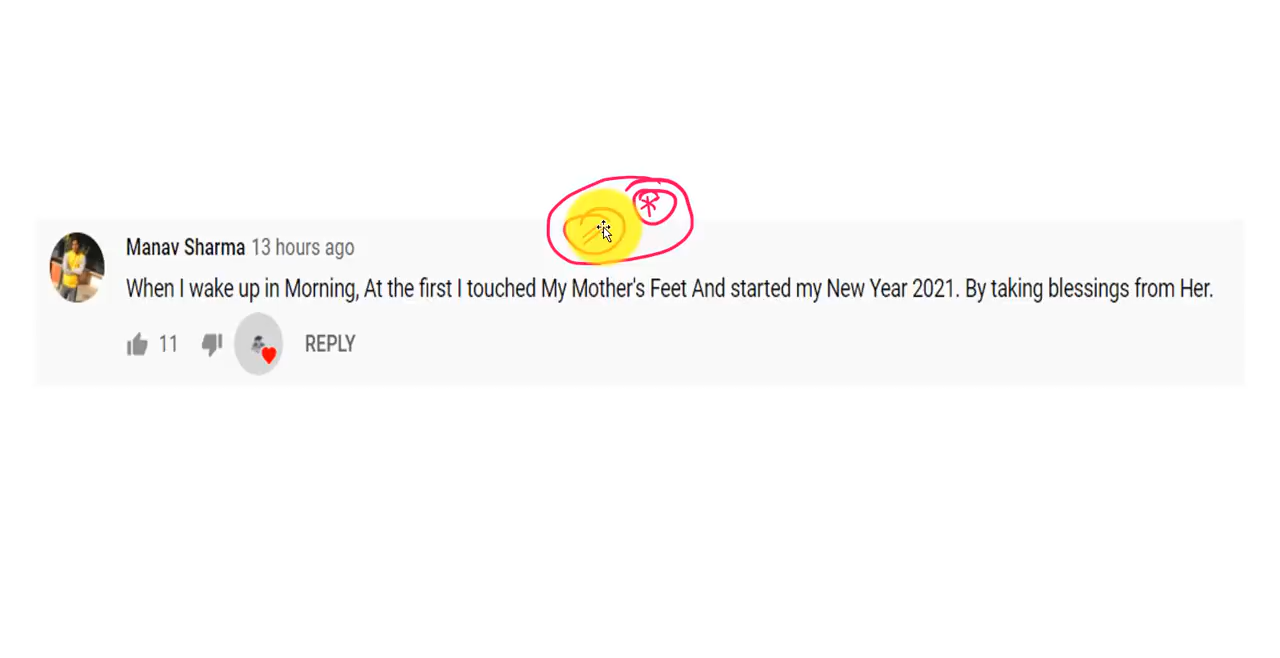 Manav Sharma 13 hours ago
When I wake up in Morning, At the first I touched My Mother's Feet And started my New Year 2021. By taking blessings from Her.
11 REPLY